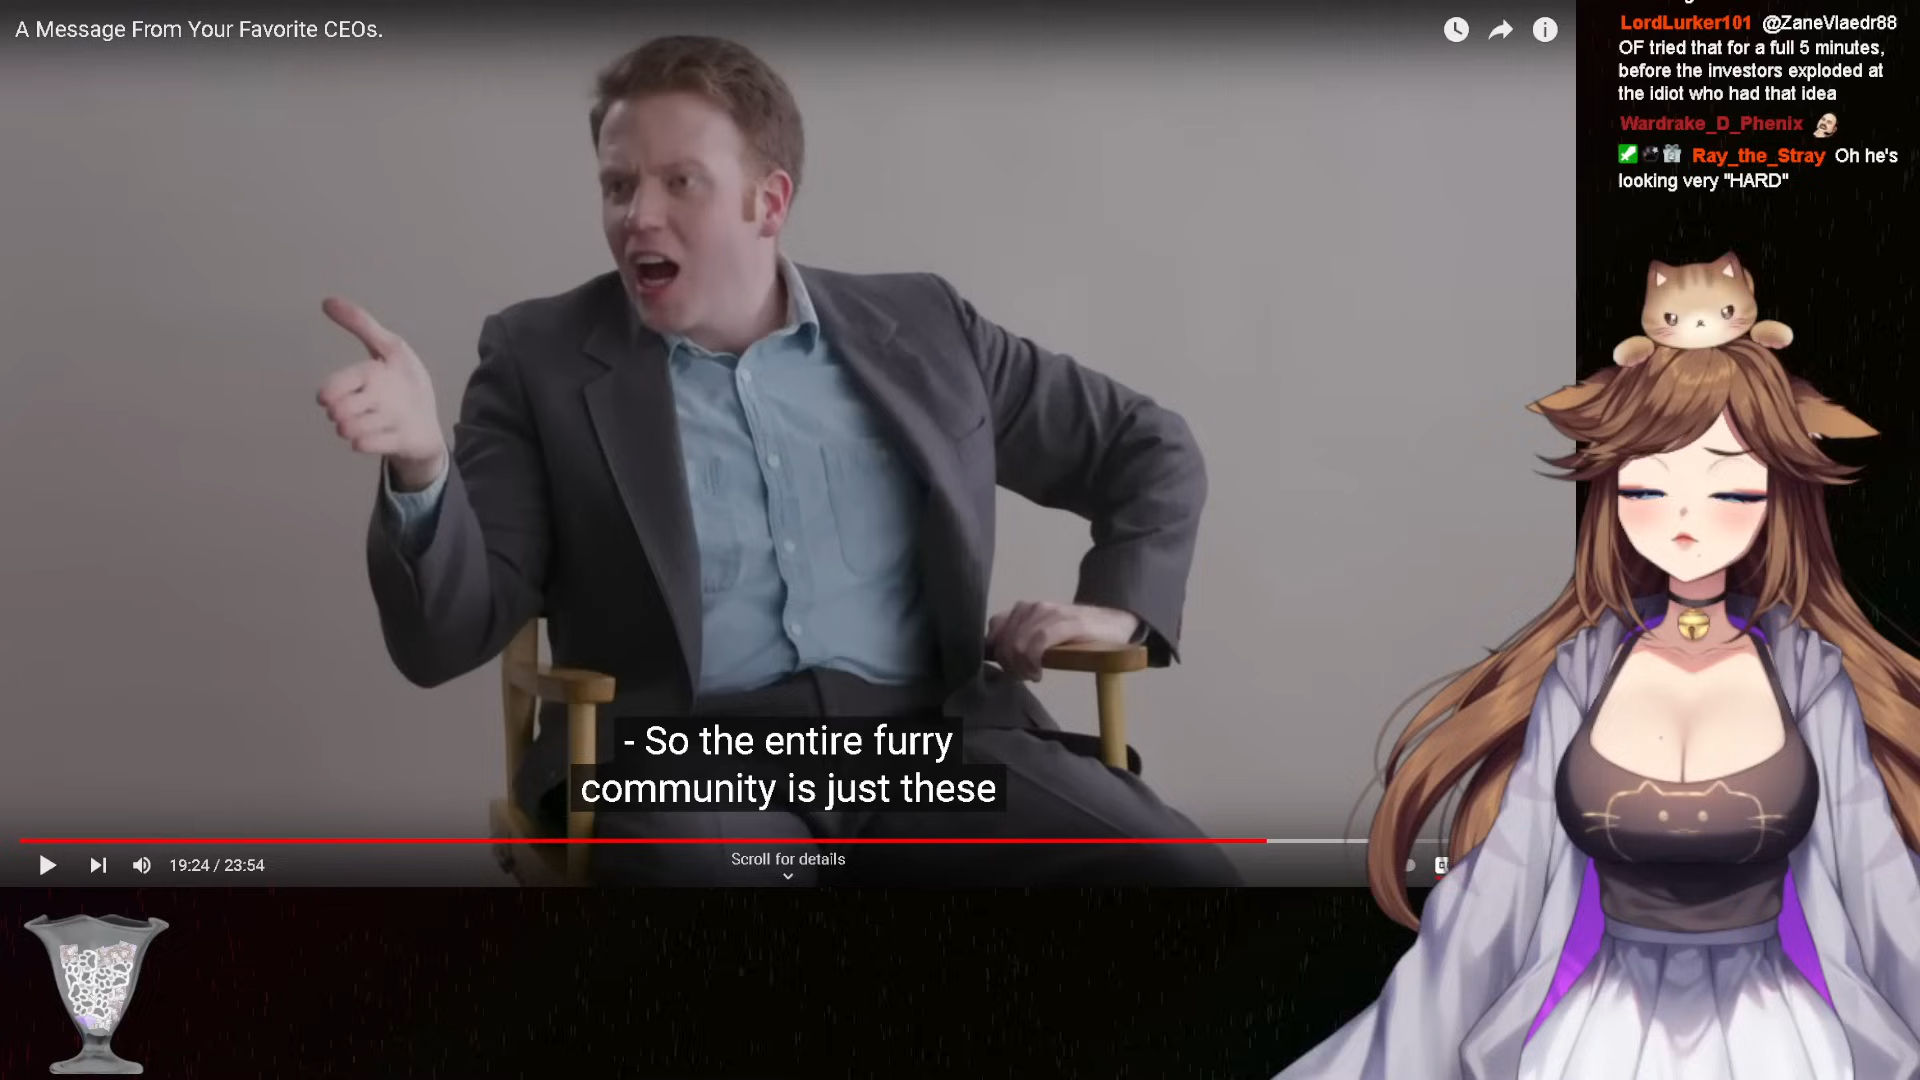 A Message From Your Favorite CEOs.
LordLurker101 @ZaneVlaedr88
OF tried that for a full 5 minutes,
before the investors exploded at
the idiot who had that idea
Wardrake_D_Phenix
Ray_the_Stray Oh he's
looking very "HARD"
- So the entire furry
community is just these
Scroll for details
19:24 / 23:54